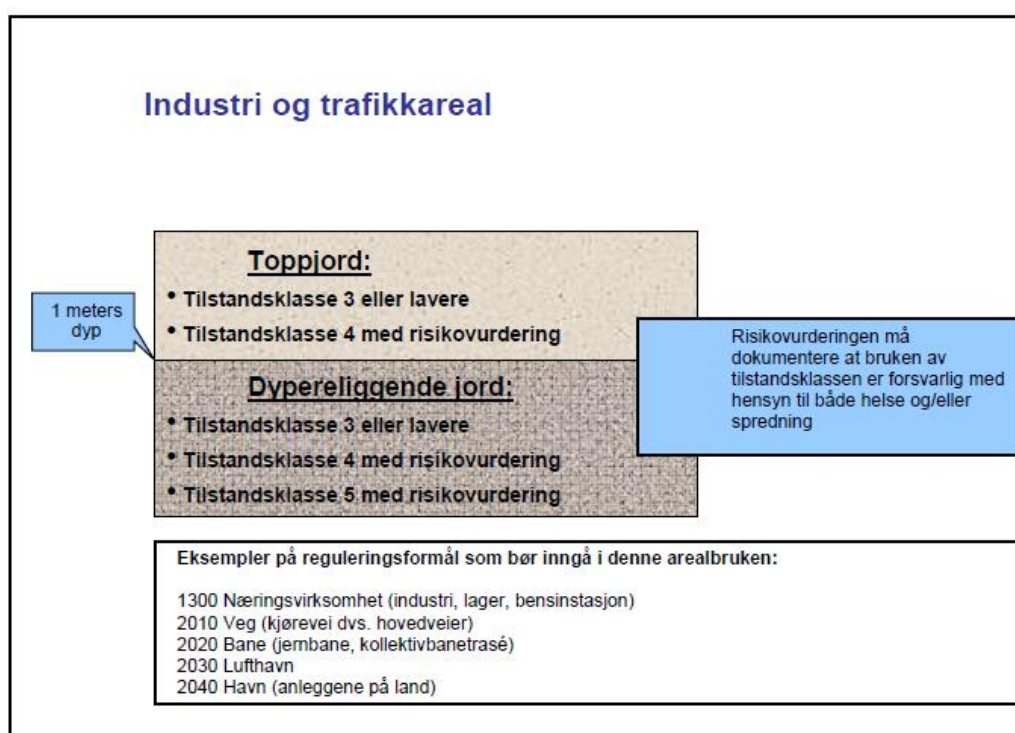 Industri og trafikkareal
Toppjord:
• Tilstandsklasse 3 eller lavere
• Tilstandsklasse 4 med risikovurdering
1 meters
dyp
Dypereliggende jord:
• Tilstandsklasse 3 eller lavere
• Tilstandsklasse 4 med risikovurdering
• Tilstandsklasse 5 med risikovurdering
Risikovurderingen må
dokumentere at bruken av
tilstandsklassen er forsvarlig med
hensyn til både helse og/eller
spredning
Eksempler på reguleringsformål som bør inngå i denne arealbruken:
1300 Næringsvirksomhet (industri, lager, bensinstasjon)
2010 Veg (kjørevei dvs. hovedveier)
2020 Bane (jernbane, kollektivbanetrasé)
2030 Lufthavn
2040 Havn (anleggene på land)